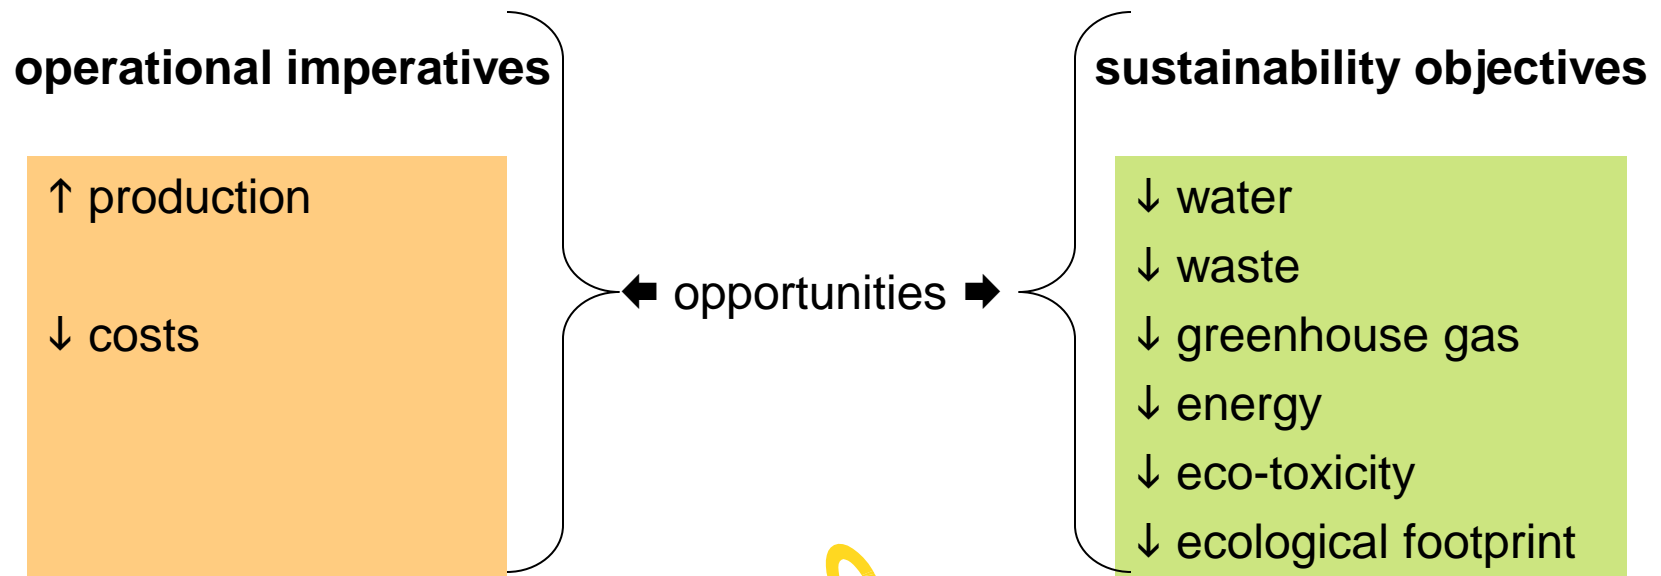 operational imperatives
↑ production
↓ costs
🡄 opportunities 🡆
sustainability objectives
↓ water
↓ waste
↓ greenhouse gas
↓ energy
↓ eco-toxicity
↓ ecological footprint